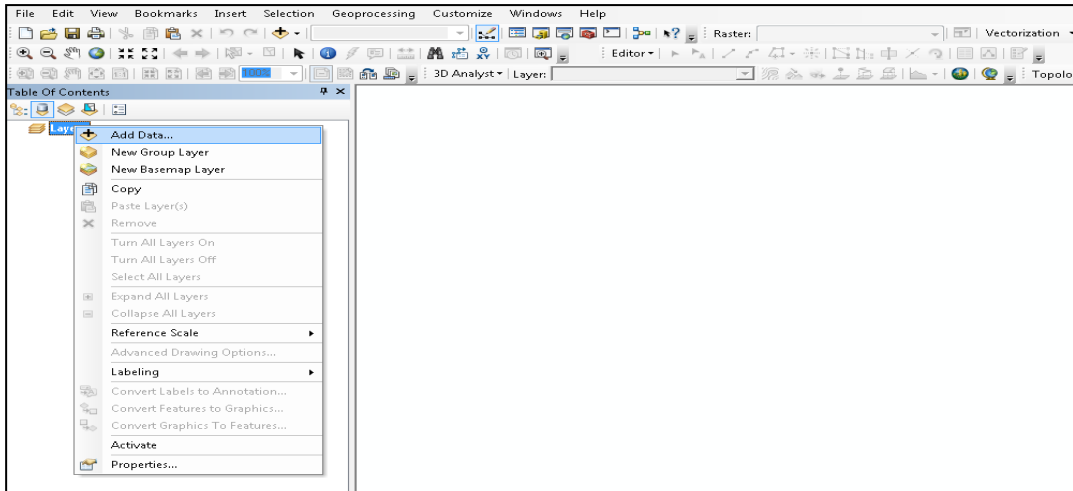 File Edit View Bookmarks Insert Selection Geoprocessing Customize Windows Help
Raster: Vectorization
Editor
100%
3D Analyst Layer: Topolo
Table Of Contents
Laye
Add Data...
New Group Layer
New Basemap Layer
Copy
Paste Layer(s)
Remove
Turn All Layers On
Turn All Layers Off
Select All Layers
Expand All Layers
Collapse All Layers
Reference Scale
Advanced Drawing Options...
Labeling
Convert Labels to Annotation...
Convert Features to Graphics...
Convert Graphics To Features...
Activate
Properties...